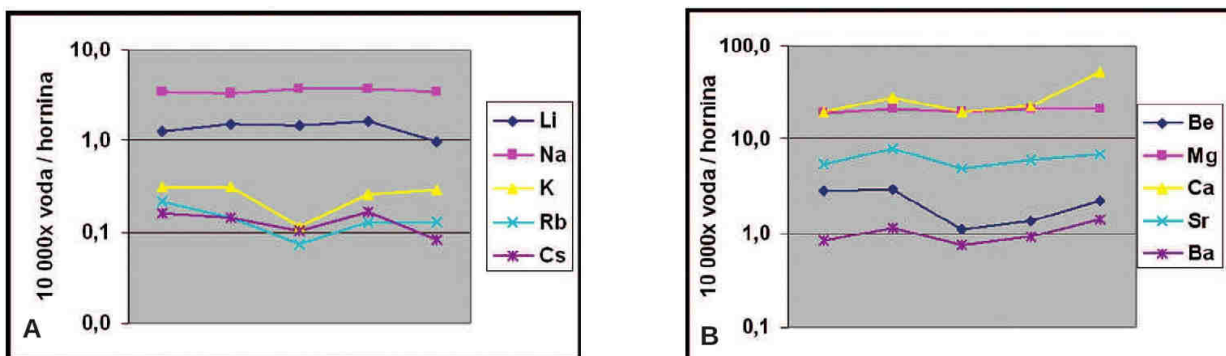 10 000x voda / hornina
10,0
1,0
0,1
0,0
A
Li
Na
K
Rb
Cs
10 000x voda / hornina
100,0
10,0
1,0
0,1
B
Be
Mg
Ca
Sr
Ba